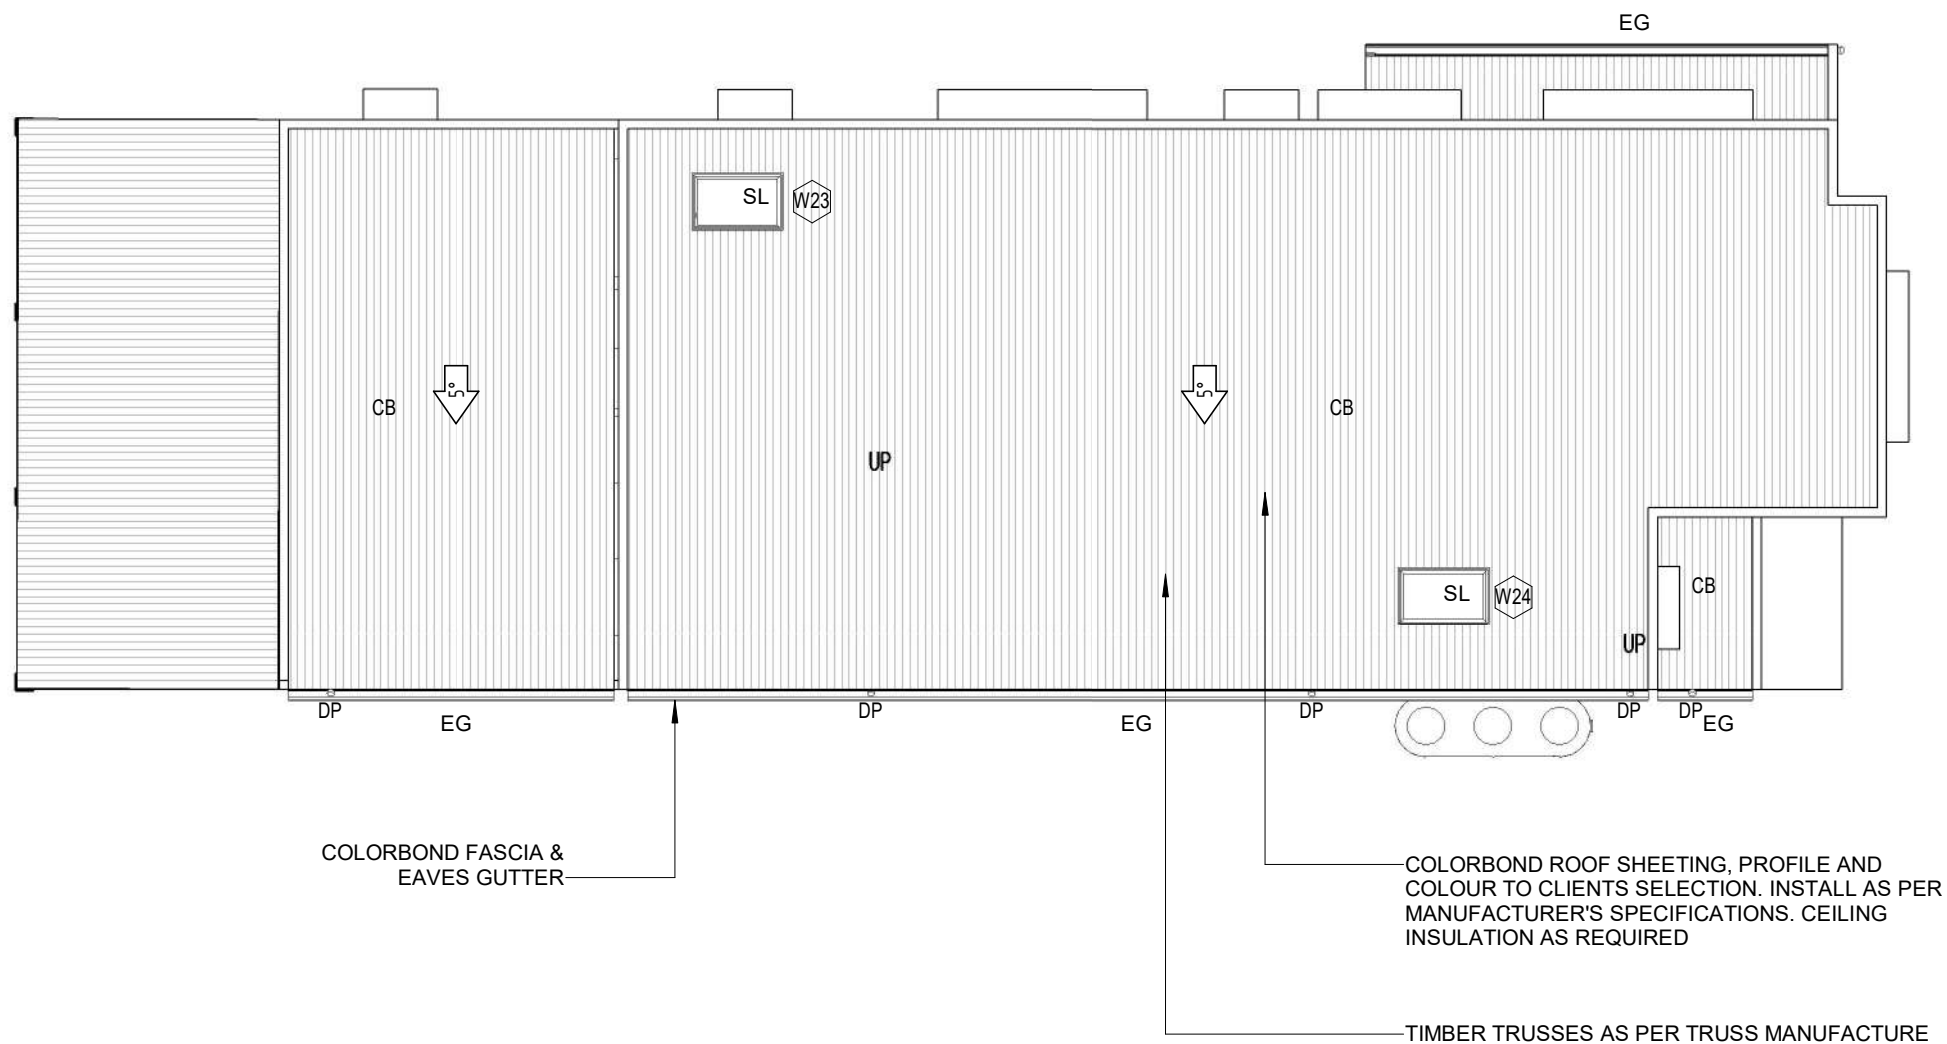 EG
SL
W23
5°
CB
5°
CB
UP
SL
W24
CB
UP
DP
EG
DP
EG
DP
DP
DP
EG
COLORBOND FASCIA &
EAVES GUTTER
COLORBOND ROOF SHEETING, PROFILE AND
COLOUR TO CLIENTS SELECTION. INSTALL AS PER
MANUFACTURER'S SPECIFICATIONS. CEILING
INSULATION AS REQUIRED
TIMBER TRUSSES AS PER TRUSS MANUFACTURE